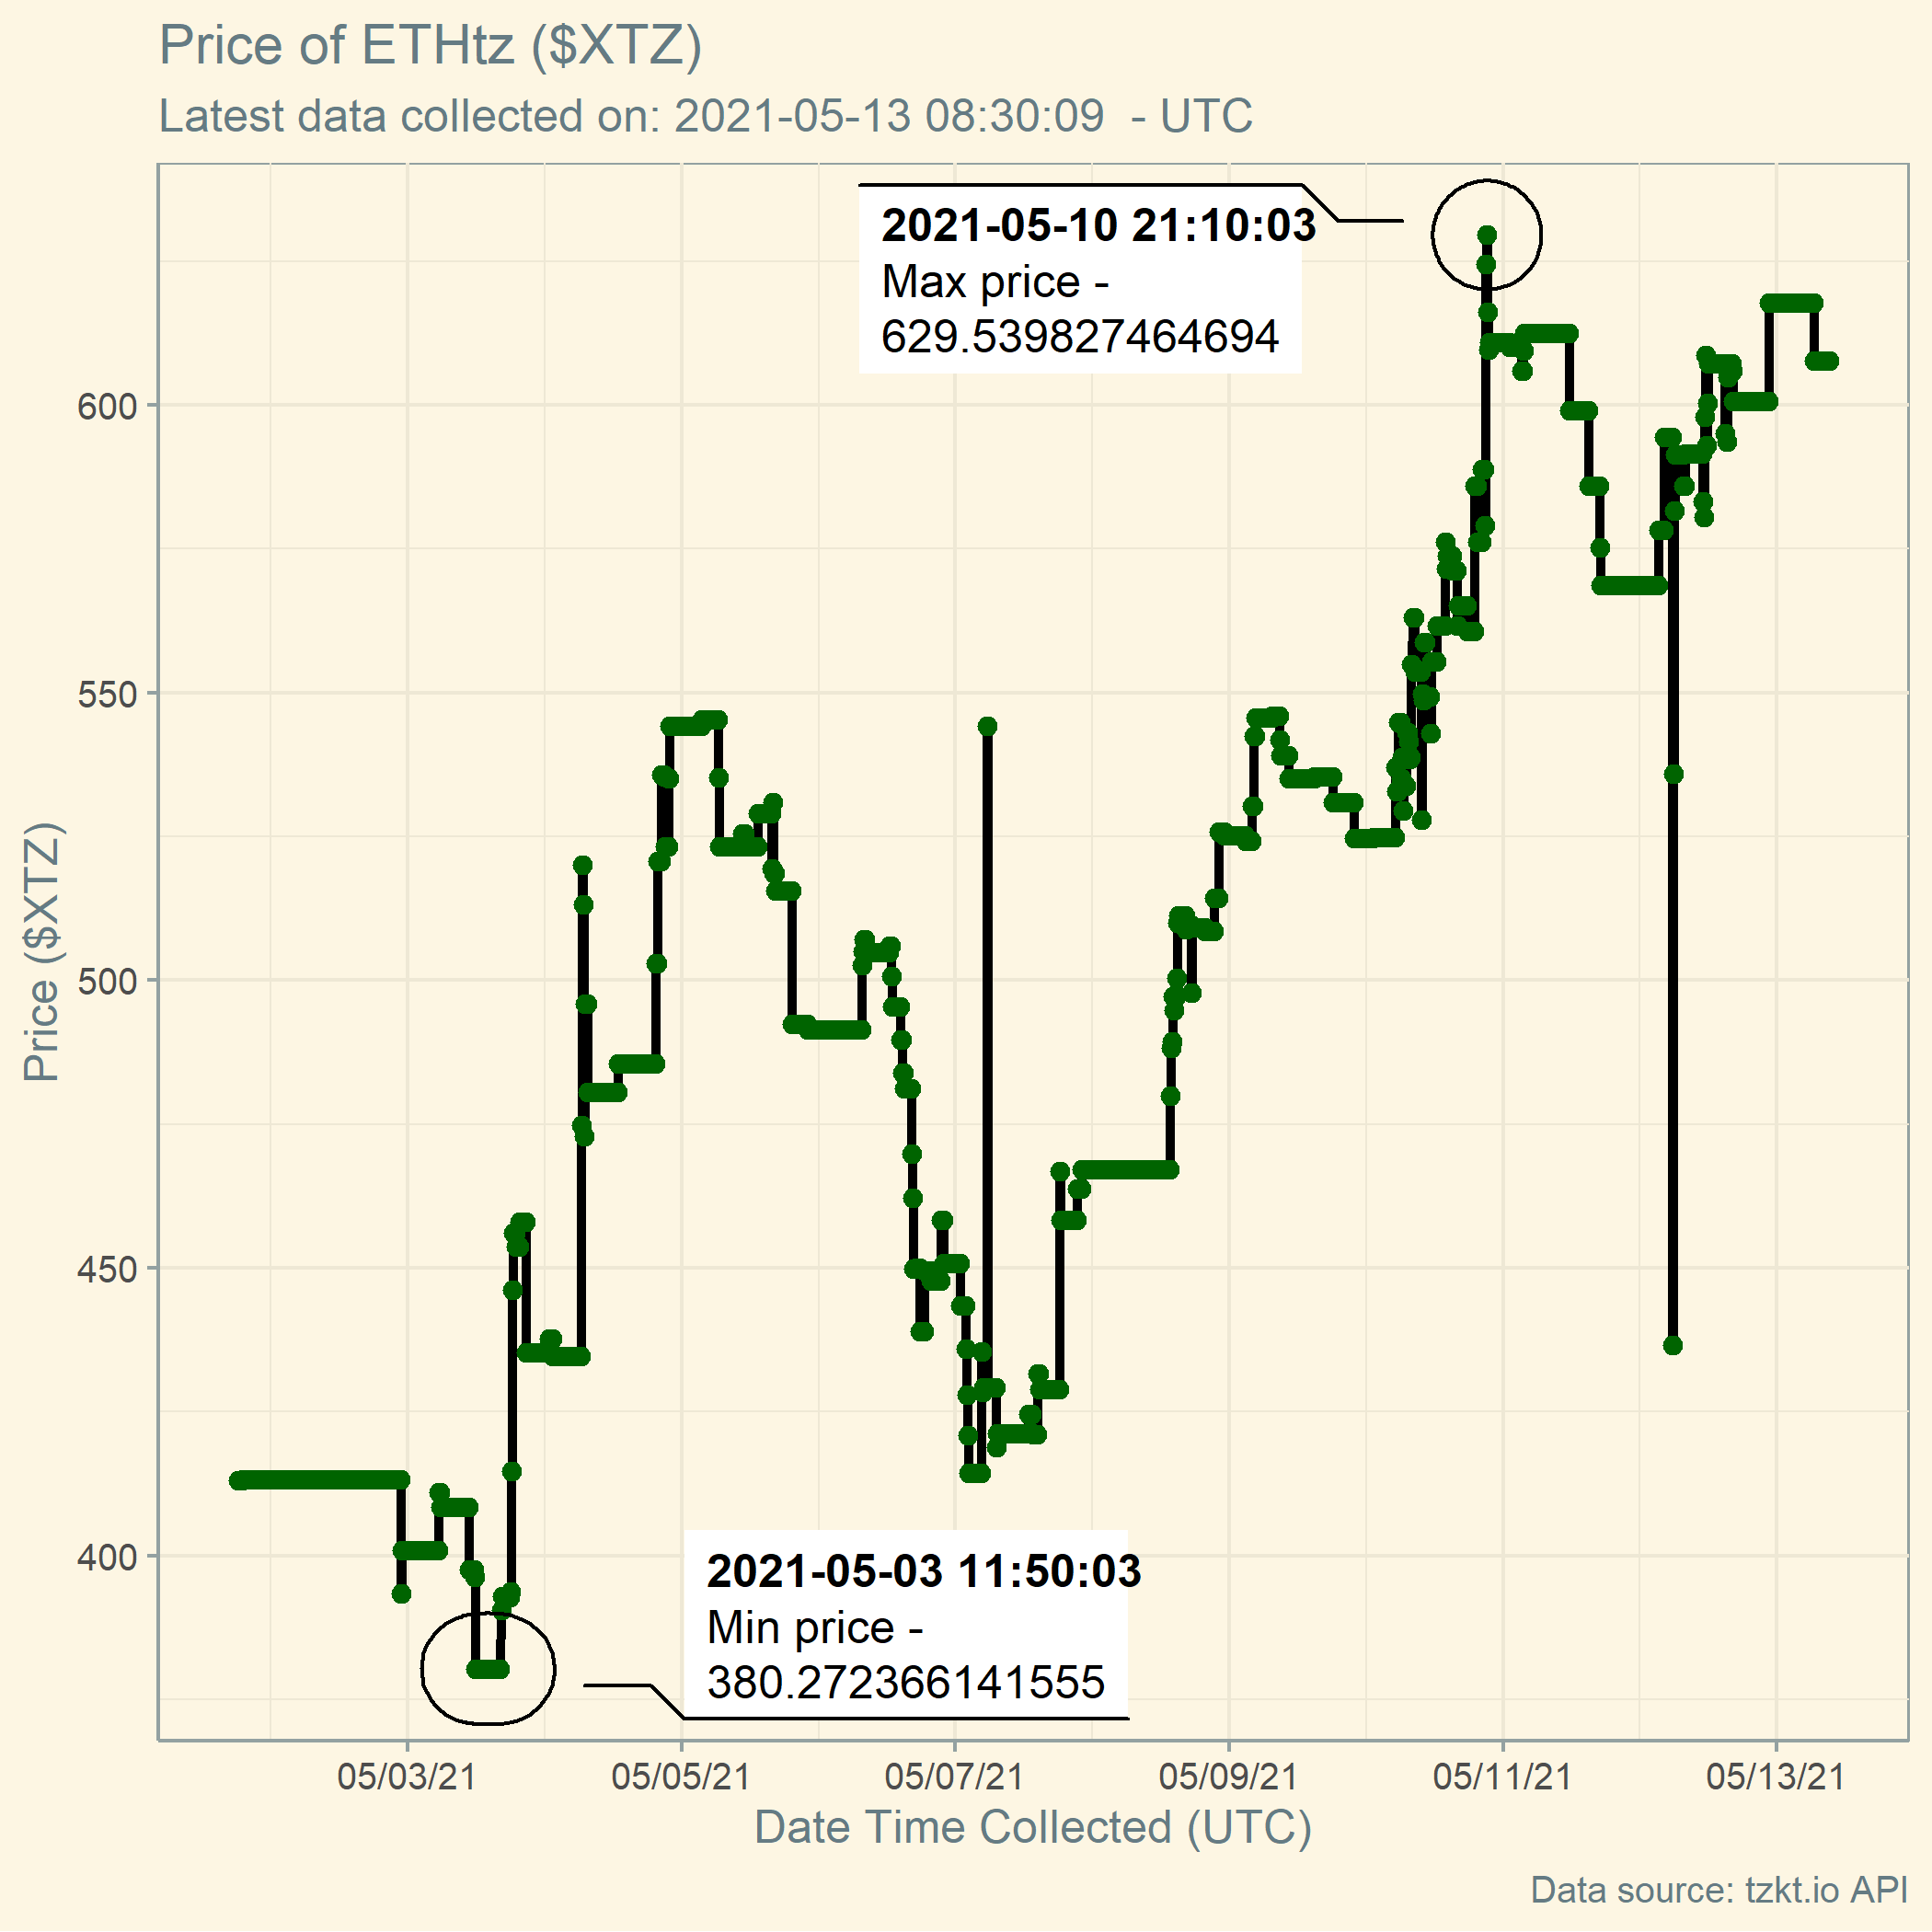 Price of ETHtz ($XTZ)
Latest data collected on: 2021-05-13 08:30:09  - UTC
2021-05-10 21:10:03
Max price -
629.539827464694
600
550
500
450
400
Price ($XTZ)
2021-05-03 11:50:03
Min price -
380.272366141555
05/03/21 05/05/21 05/07/21 05/09/21 05/11/21 05/13/21
Date Time Collected (UTC)
Data source: tzkt.io API